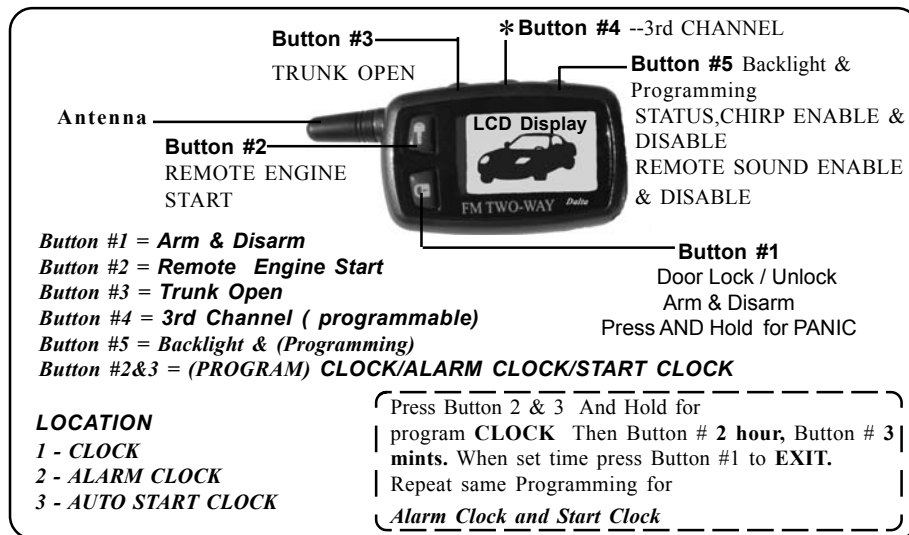 Button #3
TRUNK OPEN
* Button #4 --3rd CHANNEL
Button #5 Backlight &
Programming
STATUS,CHIRP ENABLE &
DISABLE
REMOTE SOUND ENABLE
& DISABLE
Antenna
Button #2
REMOTE ENGINE
START
LCD Display
FM TWO-WAY Delta
Button #1
Door Lock / Unlock
Arm & Disarm
Press AND Hold for PANIC
Button #1 = Arm & Disarm
Button #2 = Remote Engine Start
Button #3 = Trunk Open
Button #4 = 3rd Channel ( programmable)
Button #5 = Backlight & (Programming)
Button #2&3 = (PROGRAM) CLOCK/ALARM CLOCK/START CLOCK
LOCATION
1 - CLOCK
2 - ALARM CLOCK
3 - AUTO START CLOCK
Press Button 2 & 3 And Hold for
program CLOCK Then Button # 2 hour, Button # 3
mints. When set time press Button #1 to EXIT.
Repeat same Programming for
Alarm Clock and Start Clock